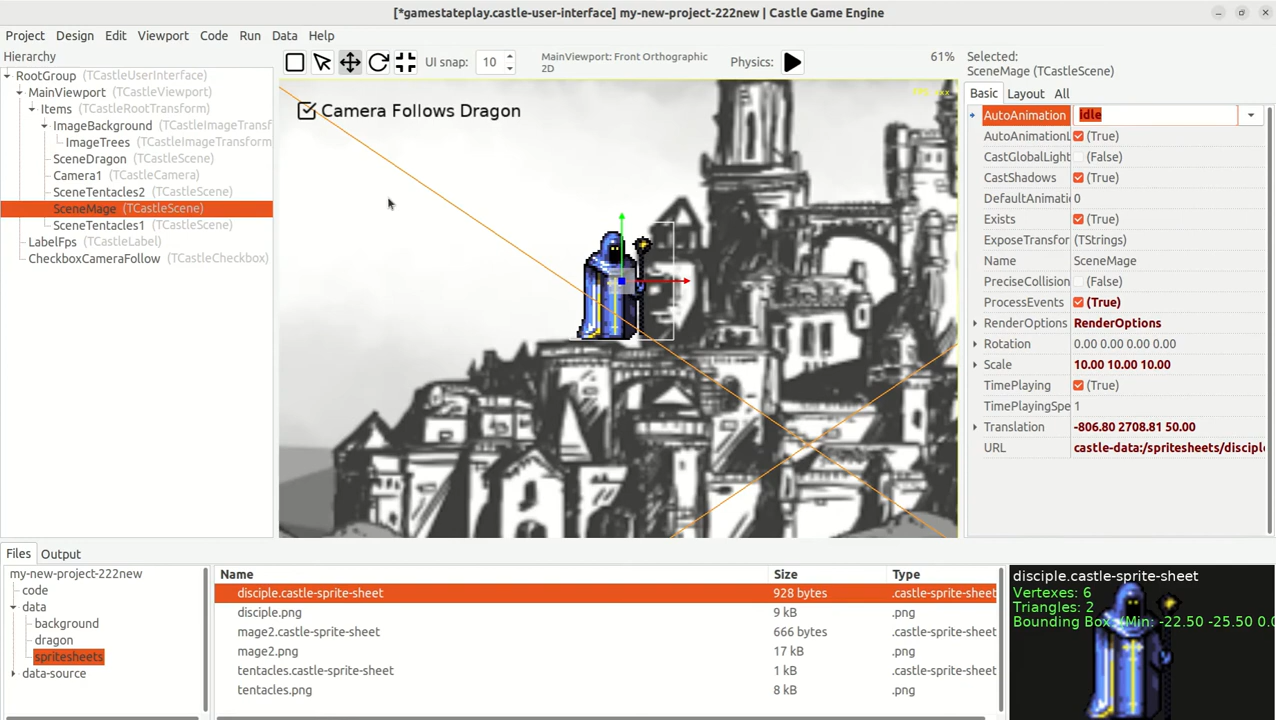 [*gamestateplay.castle-user-interface] my-new-project-222new | Castle Game Engine
Project Design Edit Viewport Code Run Data Help
Hierarchy
RootGroup (TCastleUserInterface)
MainViewport (TCastleViewport)
Items (TCastleRootTransform)
ImageBackground (TCastleImageTransf
ImageTrees (TCastleImageTransform
SceneDragon (TCastleScene)
Camera1 (TCastleCamera)
SceneTentacles2 (TCastleScene)
SceneMage (TCastleScene)
SceneTentacles1 (TCastleScene)
LabelFps (TCastleLabel)
CheckboxCameraFollow (TCastleCheckbox)
UI snap: 10
MainViewport: Front Orthographic
2D
Physics:
61%
Camera Follows Dragon
Selected:
SceneMage (TCastleScene)
Basic Layout All
AutoAnimation Idle
AutoAnimationL (True)
CastGlobalLight (False)
CastShadows (True)
DefaultAnimati 0
Exists (True)
ExposeTransfor (TStrings)
Name SceneMage
PreciseCollision (False)
ProcessEvents (True)
RenderOptions RenderOptions
Rotation 0.00 0.00 0.00 0.00
Scale 10.00 10.00 10.00
TimePlaying (True)
TimePlayingSpe 1
Translation -806.80 2708.81 50.00
URL castle-data:/spritesheets/disciple
Files Output
my-new-project-222new
code
data
background
dragon
spritesheets
data-source
Name Size Type
disciple.castle-sprite-sheet 928 bytes .castle-sprite-sheet
disciple.png 9 kB .png
mage2.castle-sprite-sheet 666 bytes .castle-sprite-sheet
mage2.png 17 kB .png
tentacles.castle-sprite-sheet 1 kB .castle-sprite-sheet
tentacles.png 8 kB .png
disciple.castle-sprite-sheet
Vertexes: 6
Triangles: 2
Bounding Box: (Min: -22.50 -25.50 0.0